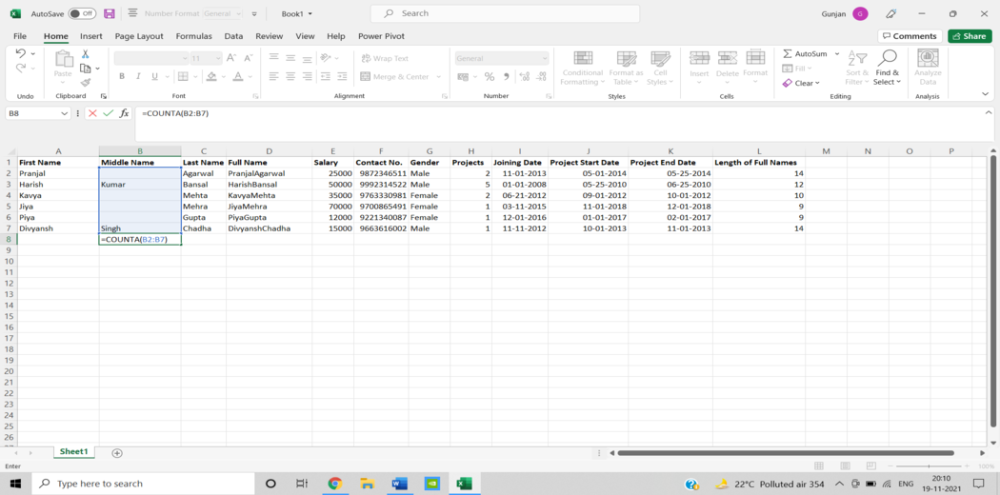 AutoSave Off Number Format General Book1 Search Gunjan G
File Home Insert Page Layout Formulas Data Review View Help Power Pivot Comments Share
Paste 11 A A Wrap Text General Conditional Formatting Format as Table Cell Styles Insert Delete Format AutoSum Fill Clear Sort & Filter Find & Select Analyze Data
B I U A Merge & Center % 9
Undo Clipboard Font Alignment Number Styles Cells Editing Analysis
B8 fx =COUNTA(B2:B7)
A B C D E F G H I J K L M N O P
1 First Name Middle Name Last Name Full Name Salary Contact No. Gender Projects Joining Date Project Start Date Project End Date Length of Full Names
2 Pranjal Agarwal PranjalAgarwal 25000 9872346511 Male 2 11-01-2013 05-01-2014 05-25-2014 14
3 Harish Kumar Bansal HarishBansal 50000 9992314522 Male 5 01-01-2008 05-25-2010 06-25-2010 12
4 Kavya Mehta KavyaMehta 35000 9763330981 Female 2 06-21-2012 09-01-2012 10-01-2012 10
5 Jiya Mehra JiyaMehra 70000 9700865491 Female 1 03-11-2015 11-01-2018 12-01-2018 9
6 Piya Gupta PiyaGupta 12000 9221340087 Female 1 12-01-2016 01-01-2017 02-01-2017 9
7 Divyansh Singh Chadha DivyanshChadha 15000 9663616002 Male 1 11-11-2012 10-01-2013 11-01-2013 14
8 =COUNTA(B2:B7)
9
10
11
12
13
14
15
16
17
18
19
20
21
22
23
24
25
26
Sheet1
Enter 100%
Type here to search 22°C Polluted air 354 ENG 20:10
19-11-2021